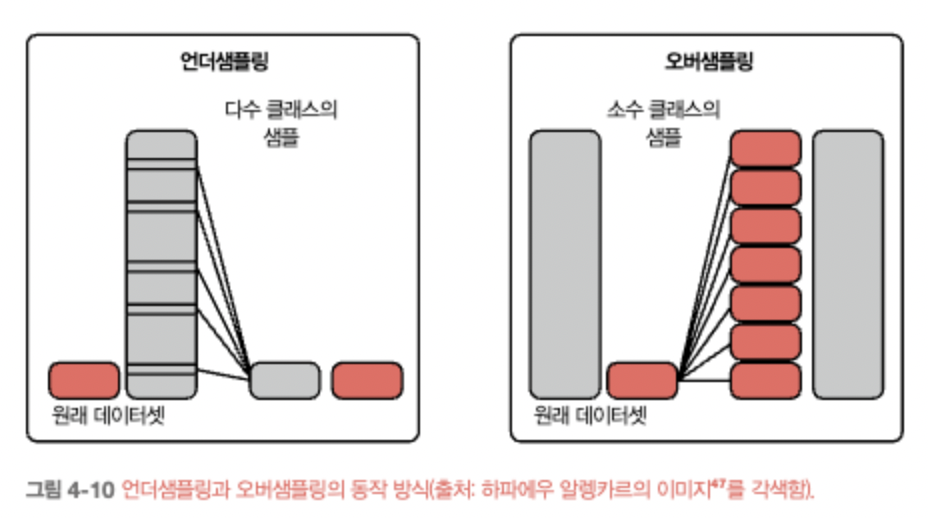 언더샘플링
다수 클래스의
샘플
원래 데이터셋
오버샘플링
소수 클래스의
샘플
원래 데이터셋
그림 4-10 언더샘플링과 오버샘플링의 동작 방식(출처: 하파에우 알렝카르의 이미지47를 각색함).